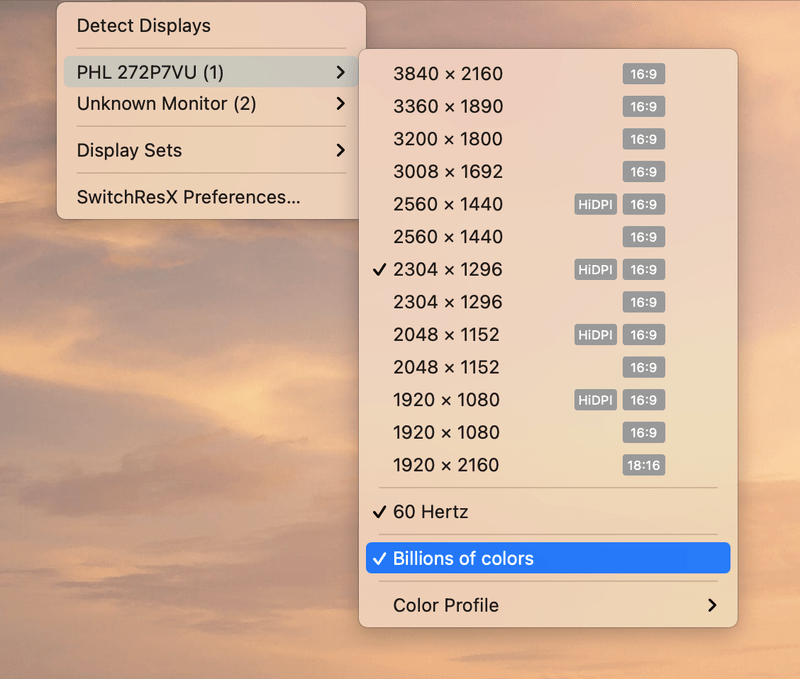 Detect Displays
PHL 272P7VU (1)
Unknown Monitor (2)
Display Sets
SwitchResX Preferences...
3840 × 2160 16:9
3360 × 1890 16:9
3200 × 1800 16:9
3008 × 1692 16:9
2560 × 1440 HiDPI 16:9
2560 × 1440 16:9
2304 × 1296 HiDPI 16:9
2304 × 1296 16:9
2048 × 1152 HiDPI 16:9
2048 × 1152 16:9
1920 × 1080 HiDPI 16:9
1920 × 1080 16:9
1920 × 2160 18:16
60 Hertz
Billions of colors
Color Profile